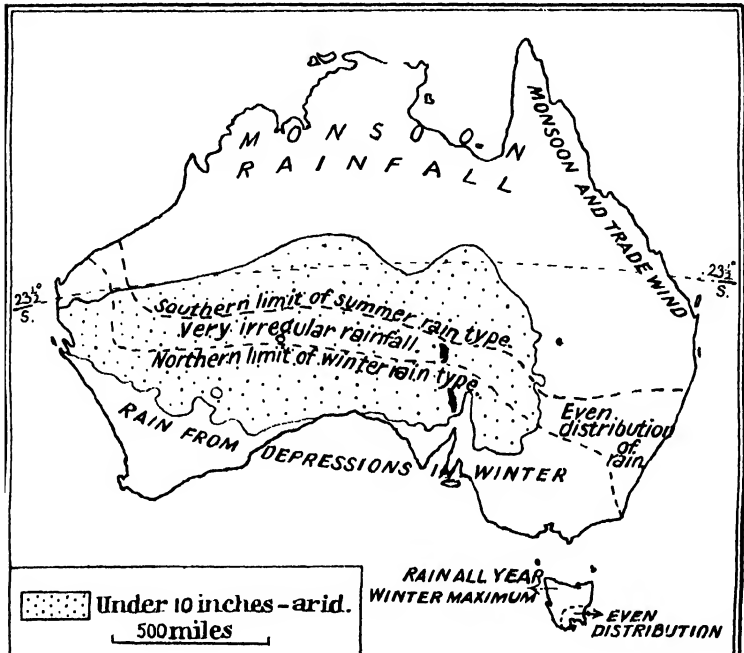 MONSOON
RAINFALL
MONSOON AND TRADE WIND
23½°
S.
23½°
S.
Southern limit of summer rain type.
very irregular rainfall.
Northern limit of winter rain type.
Even
distribution
of
rain
RAIN FROM DEPRESSIONS IN WINTER
RAIN ALL YEAR
WINTER MAXIMUM
EVEN
DISTRIBUTION
Under 10 inches - arid.
500 miles